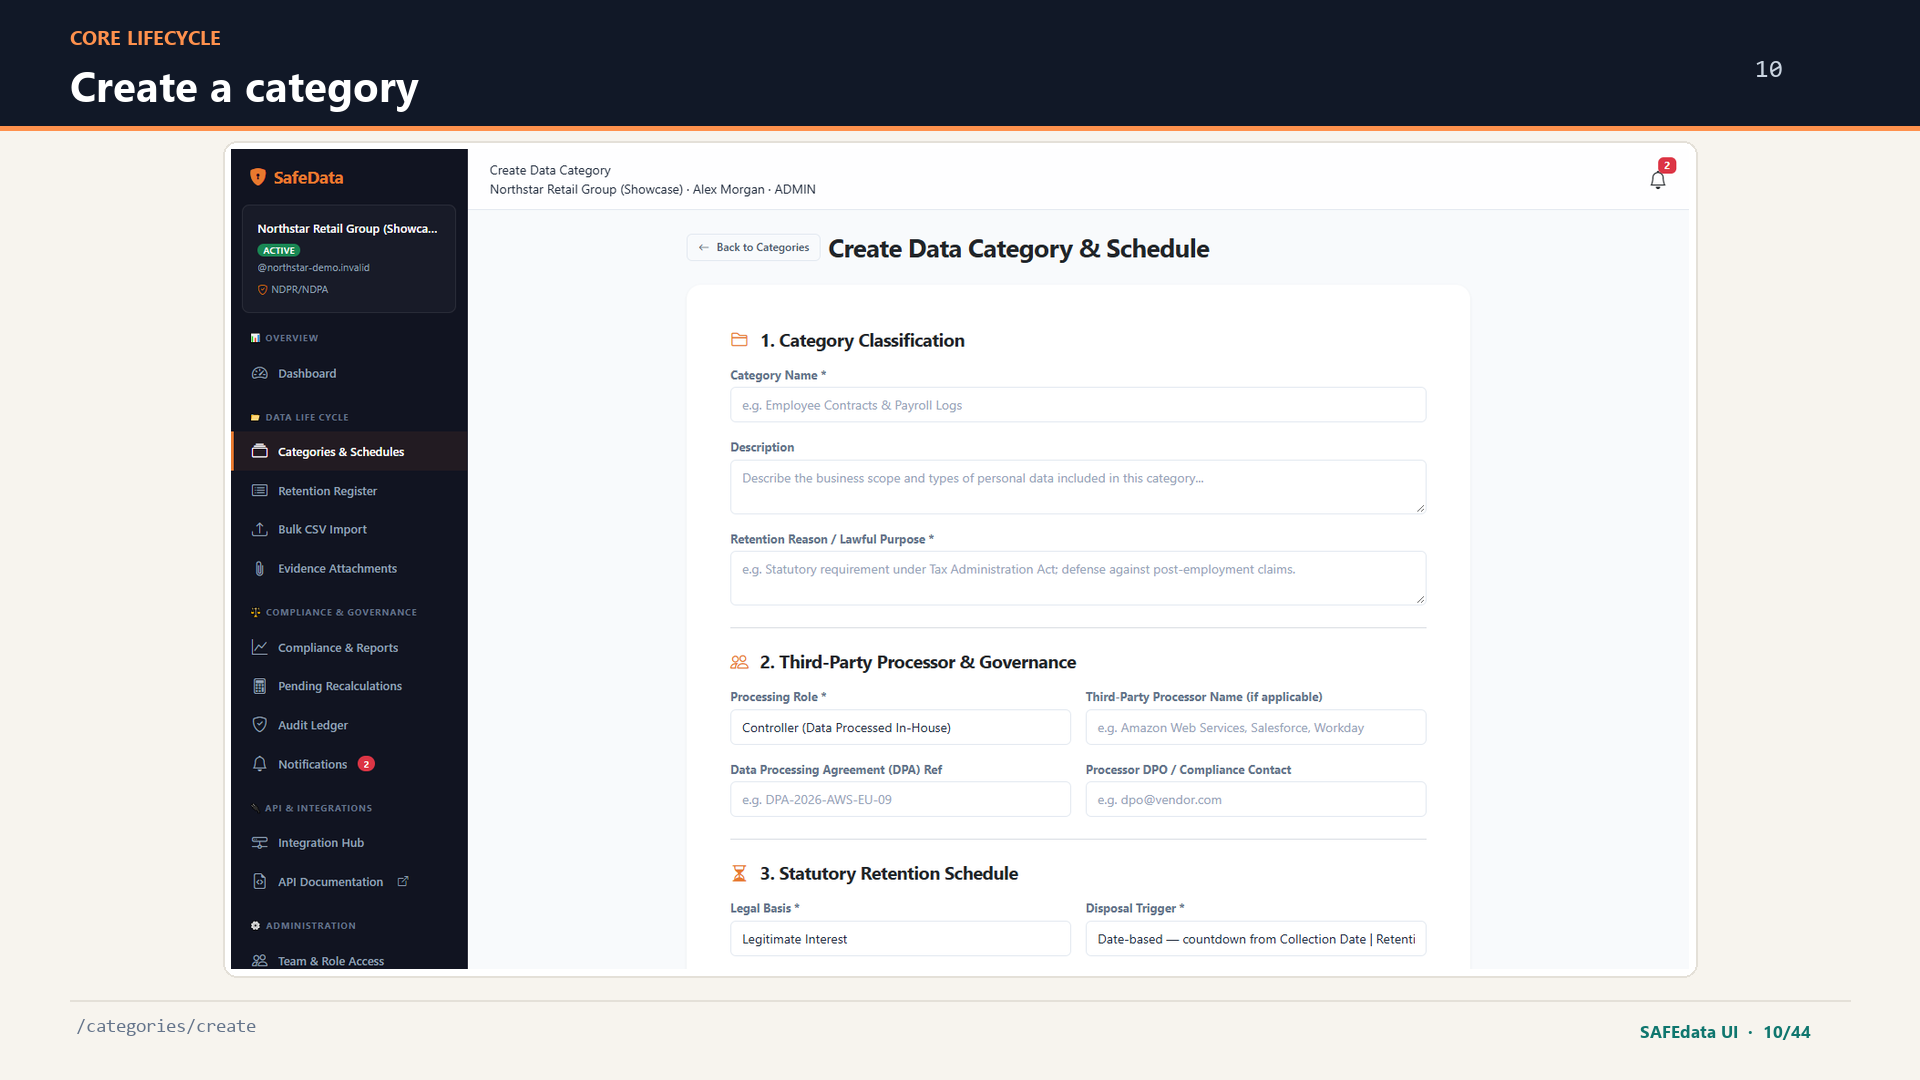 CORE LIFECYCLE
Create a category
10
SafeData
Northstar Retail Group (Showca...
ACTIVE
@northstar-demo.invalid
NDPR/NDPA
OVERVIEW
Dashboard
DATA LIFE CYCLE
Categories & Schedules
Retention Register
Bulk CSV Import
Evidence Attachments
COMPLIANCE & GOVERNANCE
Compliance & Reports
Pending Recalculations
Audit Ledger
Notifications 2
API & INTEGRATIONS
Integration Hub
API Documentation
ADMINISTRATION
Team & Role Access
Create Data Category
Northstar Retail Group (Showcase) · Alex Morgan · ADMIN
2
← Back to Categories
Create Data Category & Schedule
1. Category Classification
Category Name *
e.g. Employee Contracts & Payroll Logs
Description
Describe the business scope and types of personal data included in this category...
Retention Reason / Lawful Purpose *
e.g. Statutory requirement under Tax Administration Act; defense against post-employment claims.
2. Third-Party Processor & Governance
Processing Role *
Controller (Data Processed In-House)
Third-Party Processor Name (if applicable)
e.g. Amazon Web Services, Salesforce, Workday
Data Processing Agreement (DPA) Ref
e.g. DPA-2026-AWS-EU-09
Processor DPO / Compliance Contact
e.g. dpo@vendor.com
3. Statutory Retention Schedule
Legal Basis *
Legitimate Interest
Disposal Trigger *
Date-based — countdown from Collection Date | Retenti
/categories/create
SAFEdata UI · 10/44